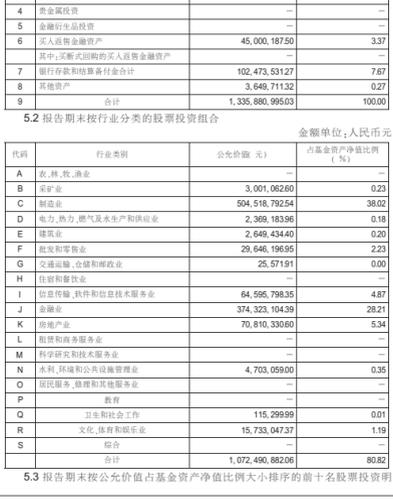 4 贵金属投资 － －
5 金融衍生品投资 － －
6 买入返售金融资产 45,000,187.50 3.37
其中:买断式回购的买入返售金融资产 － －
7 银行存款和结算备付金合计 102,473,531.27 7.67
8 其他资产 3,649,711.32 0.27
9 合计 1,335,880,995.03 100.00
5.2 报告期末按行业分类的股票投资组合
金额单位:人民币元
代码 行业类别 公允价值( 元) 占基金资产净值比例( %)
A 农、林、牧、渔业 － －
B 采矿业 3,001,062.60 0.23
C 制造业 504,518,792.54 38.02
D 电力、热力、燃气及水生产和供应业 2,369,183.96 0.18
E 建筑业 2,649,434.40 0.20
F 批发和零售业 29,646,196.95 2.23
G 交通运输、仓储和邮政业 25,571.91 0.00
H 住宿和餐饮业 － －
I 信息传输、软件和信息技术服务业 64,595,798.35 4.87
J 金融业 374,323,104.39 28.21
K 房地产业 70,810,330.60 5.34
L 租赁和商务服务业 － －
M 科学研究和技术服务业 － －
N 水利、环境和公共设施管理业 4,703,059.00 0.35
O 居民服务、修理和其他服务业 － －
P 教育 － －
Q 卫生和社会工作 115,299.99 0.01
R 文化、体育和娱乐业 15,733,047.37 1.19
S 综合 － －
合计 1,072,490,882.06 80.82
5.3 报告期末按公允价值占基金资产净值比例大小排序的前十名股票投资明